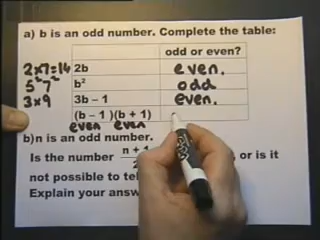 a) b is an odd number. Complete the table:
odd or even?
2×7=14 2b even.
5² 7² b² odd
3×9 3b – 1 even.
(b – 1 )(b + 1)
even even
b)n is an odd number.
Is the number n + 1 , or is it
not possible to tel
Explain your answ